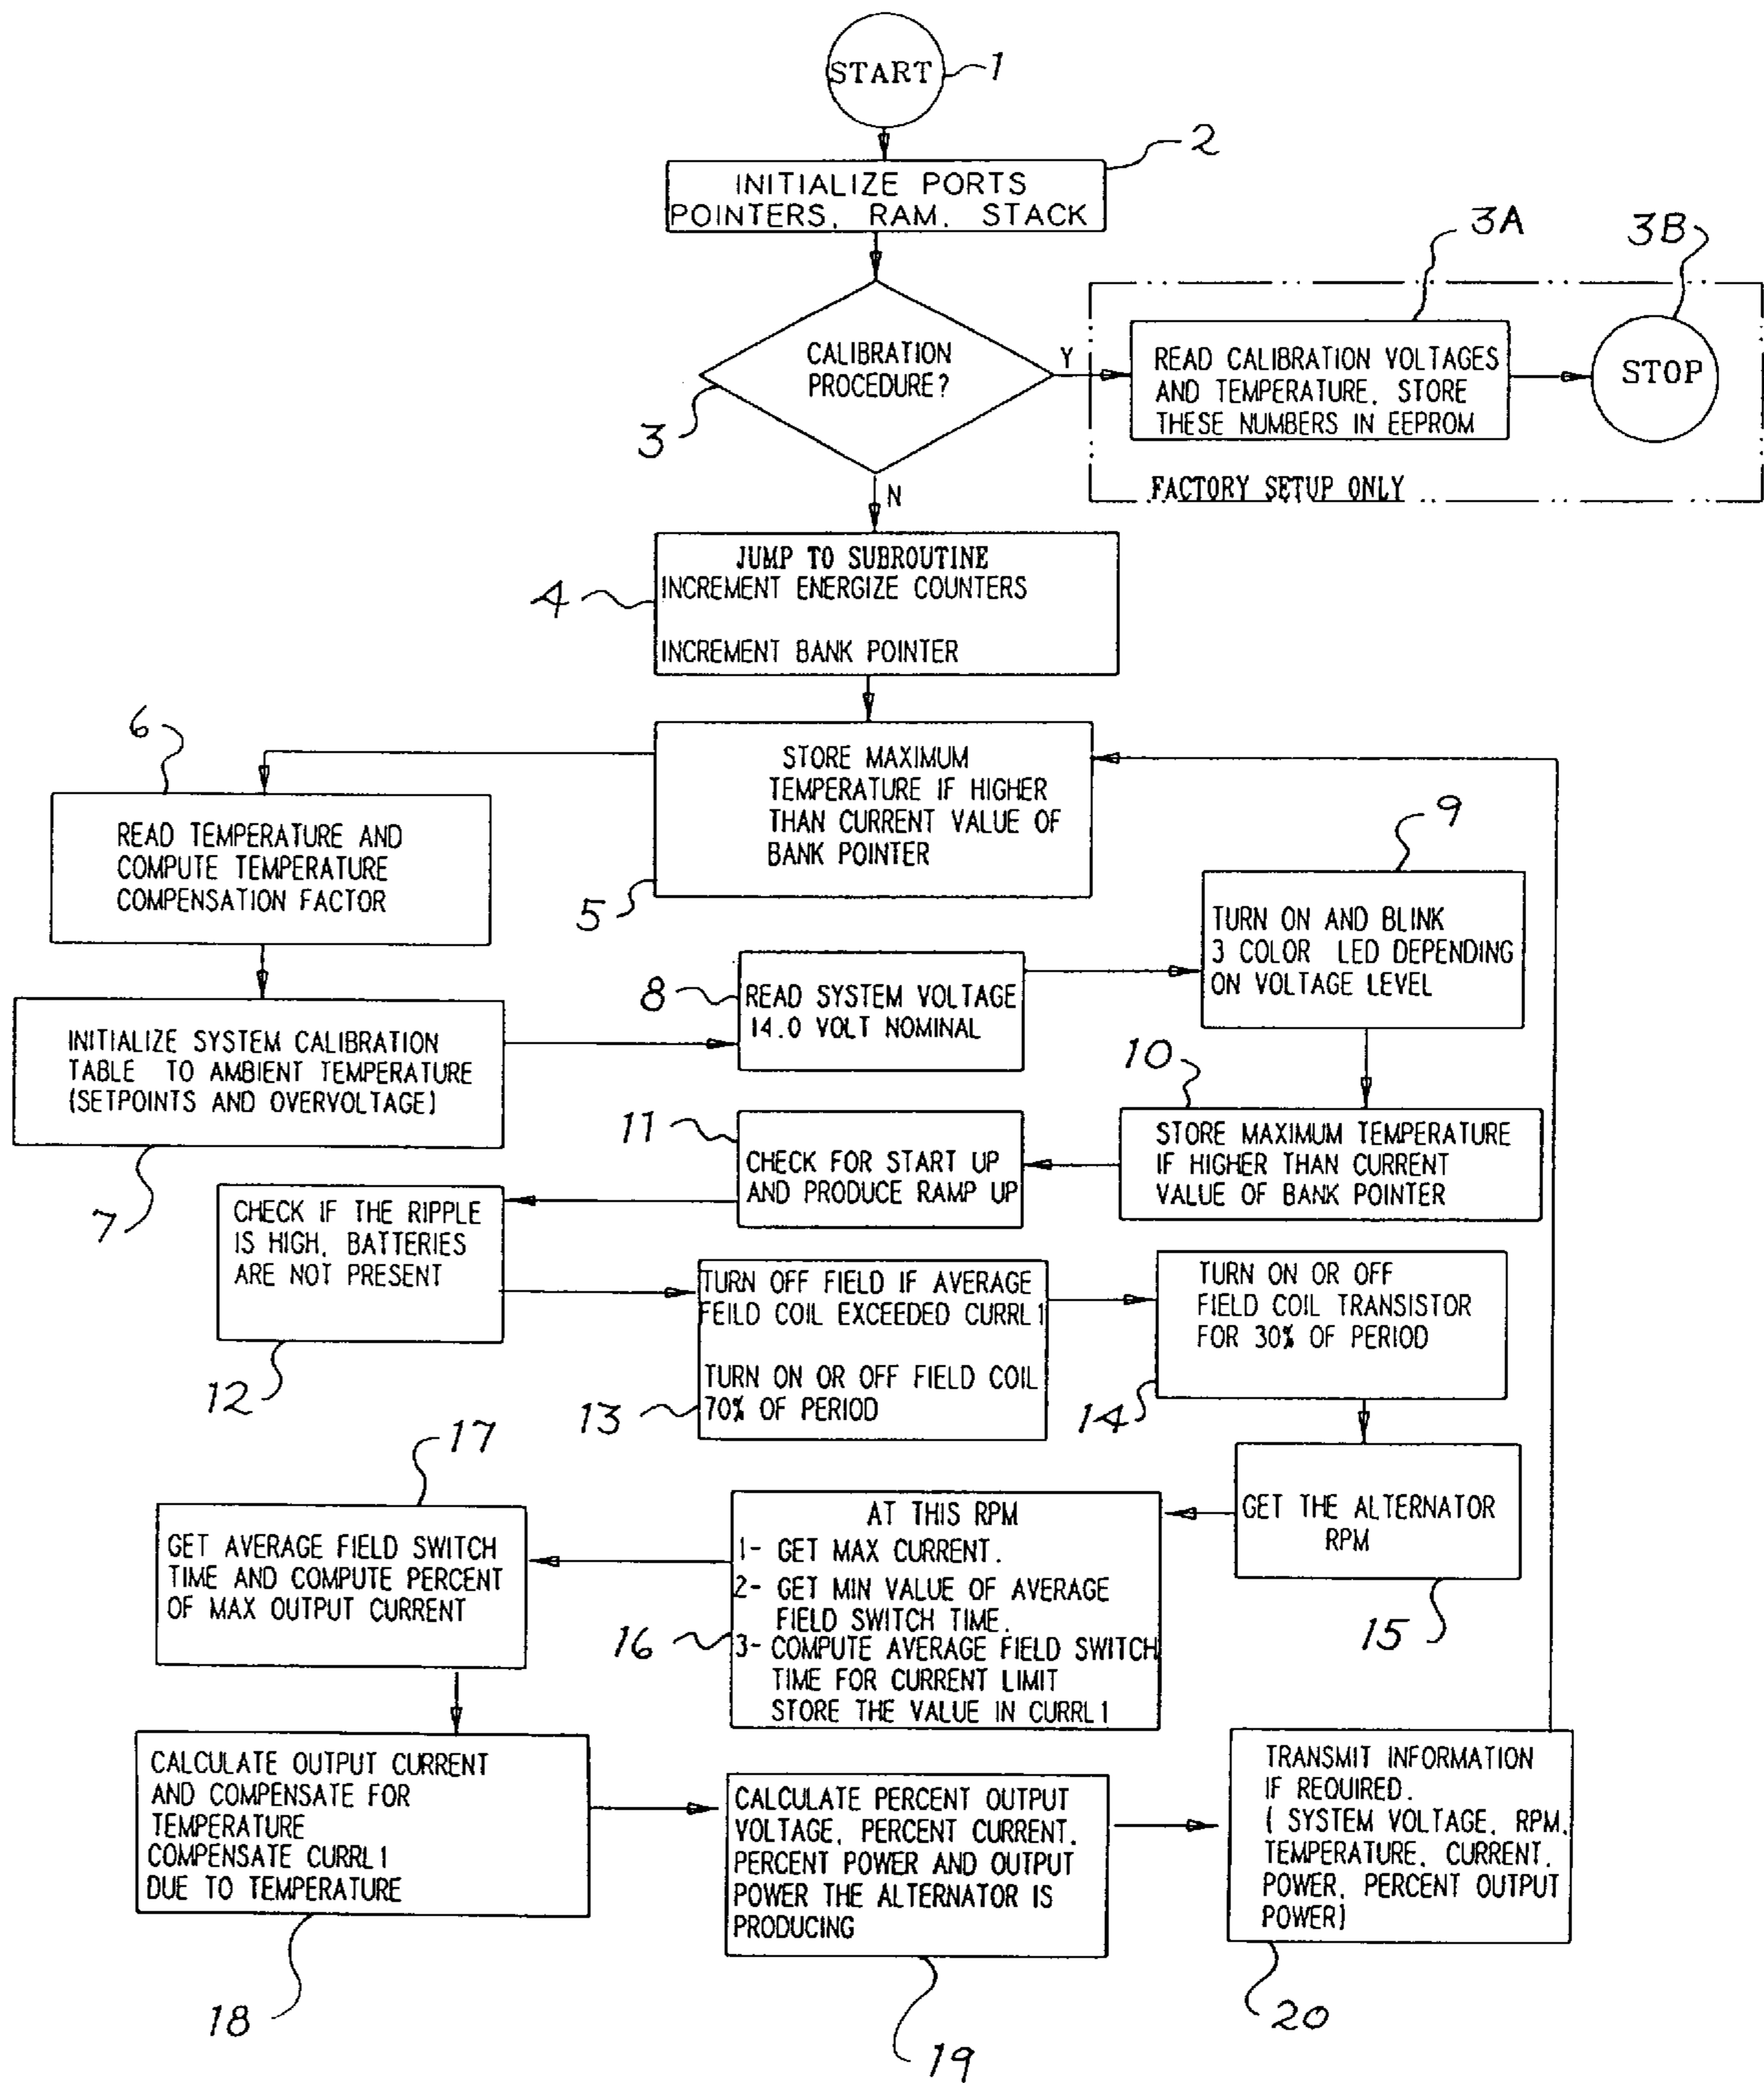 START
1
2
INITIALIZE PORTS
POINTERS, RAM, STACK
3A
3B
CALIBRATION
PROCEDURE?
Y
3
READ CALIBRATION VOLTAGES
AND TEMPERATURE. STORE
THESE NUMBERS IN EEPROM
STOP
FACTORY SETUP ONLY
N
JUMP TO SUBROUTINE
INCREMENT ENERGIZE COUNTERS
INCREMENT BANK POINTER
4
STORE MAXIMUM
TEMPERATURE IF HIGHER
THAN CURRENT VALUE OF
BANK POINTER
5
6
READ TEMPERATURE AND
COMPUTE TEMPERATURE
COMPENSATION FACTOR
INITIALIZE SYSTEM CALIBRATION
TABLE TO AMBIENT TEMPERATURE
(SETPOINTS AND OVERVOLTAGE)
7
8
READ SYSTEM VOLTAGE
14.0 VOLT NOMINAL
9
TURN ON AND BLINK
3 COLOR LED DEPENDING
ON VOLTAGE LEVEL
10
STORE MAXIMUM TEMPERATURE
IF HIGHER THAN CURRENT
VALUE OF BANK POINTER
11
CHECK FOR START UP
AND PRODUCE RAMP UP
CHECK IF THE RIPPLE
IS HIGH, BATTERIES
ARE NOT PRESENT
12
TURN OFF FIELD IF AVERAGE
FEILD COIL EXCEEDED CURRL1
TURN ON OR OFF FIELD COIL
70% OF PERIOD
13
TURN ON OR OFF
FIELD COIL TRANSISTOR
FOR 30% OF PERIOD
14
GET THE ALTERNATOR
RPM
15
AT THIS RPM
1- GET MAX CURRENT.
2- GET MIN VALUE OF AVERAGE
FIELD SWITCH TIME.
3- COMPUTE AVERAGE FIELD SWITCH
TIME FOR CURRENT LIMIT
STORE THE VALUE IN CURRL1
16
17
GET AVERAGE FIELD SWITCH
TIME AND COMPUTE PERCENT
OF MAX OUTPUT CURRENT
CALCULATE OUTPUT CURRENT
AND COMPENSATE FOR
TEMPERATURE
COMPENSATE CURRL1
DUE TO TEMPERATURE
18
CALCULATE PERCENT OUTPUT
VOLTAGE, PERCENT CURRENT.
PERCENT POWER AND OUTPUT
POWER THE ALTERNATOR IS
PRODUCING
19
TRANSMIT INFORMATION
IF REQUIRED.
( SYSTEM VOLTAGE, RPM,
TEMPERATURE, CURRENT,
POWER, PERCENT OUTPUT
POWER)
20